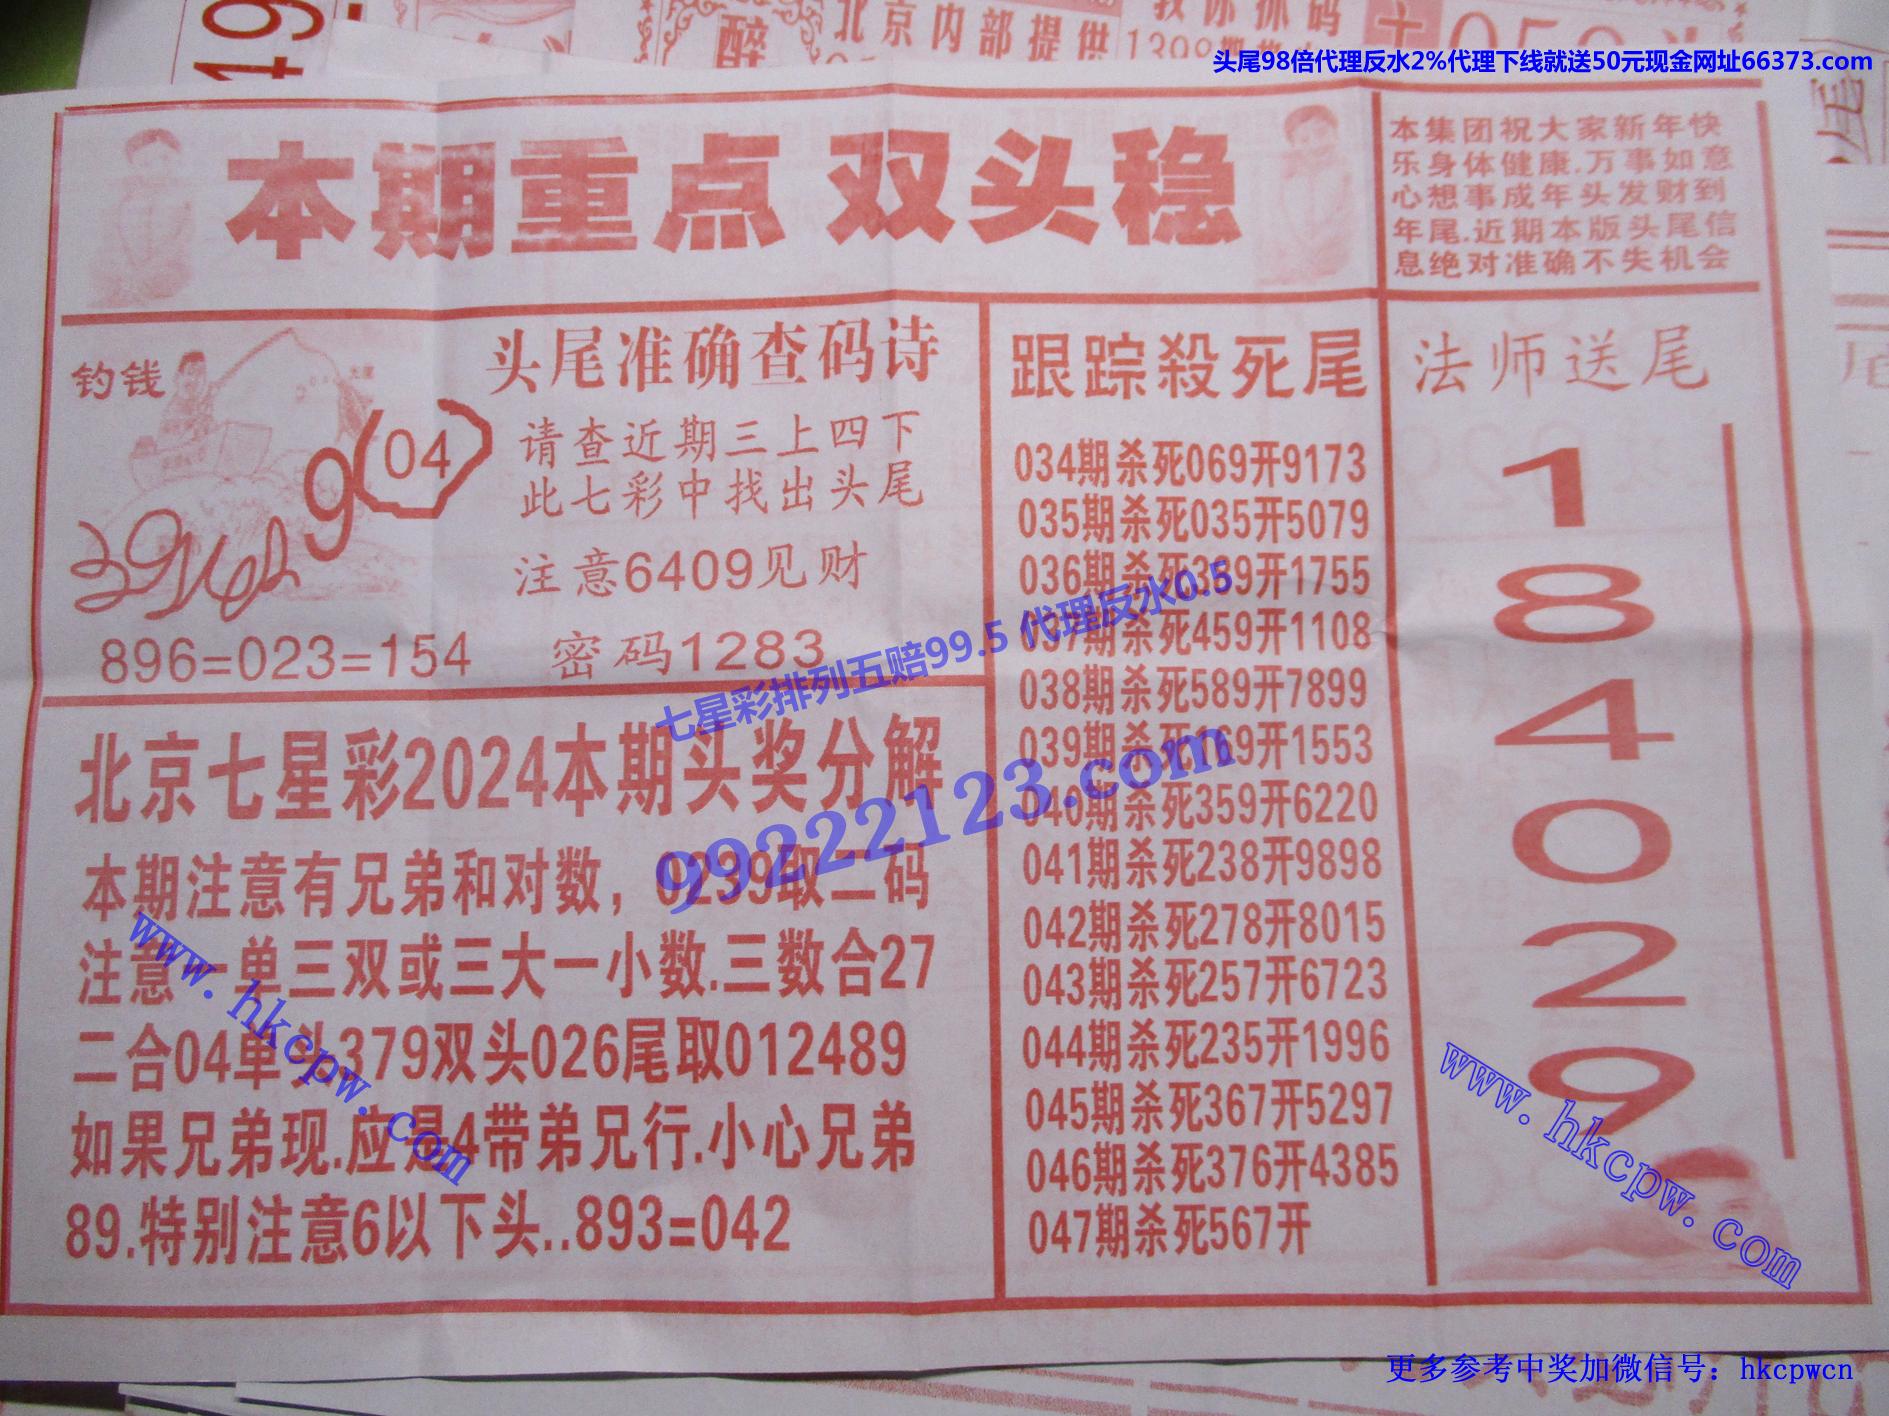 北京内部提供
醉
头尾98倍代理反水2%代理下线就送50元现金网址66373.com
本期重点 双头稳
本集团祝大家新年快
乐身体健康.万事如意
心想事成年头发财到
年尾.近期本版头尾信
息绝对准确不失机会
钓钱
9
(04)
39162
896=023=154
头尾准确查码诗
请查近期三上四下
此七彩中找出头尾
注意6409见财
密码1283
跟踪殺死尾
034期杀死069开9173
035期杀死035开5079
036期杀死359开1755
037期杀死459开1108
038期杀死589开7899
039期杀死169开1553
040期杀死359开6220
041期杀死238开9898
042期杀死278开8015
043期杀死257开6723
044期杀死235开1996
045期杀死367开5297
046期杀死376开4385
047期杀死567开
法师送尾
1
8
4
0
2
9
七星彩排列五赔99.5 代理反水0.5
99222123.com
北京七星彩2024本期头奖分解
本期注意有兄弟和对数，0239取二码
注意一单三双或三大一小数.三数合27
二合04单头379双头026尾取012489
如果兄弟现.应是4带弟兄行.小心兄弟
89.特别注意6以下头..893=042
www.hkcpw.com
www.hkcpw.com
更多参考中奖加微信号：hkcpwcn